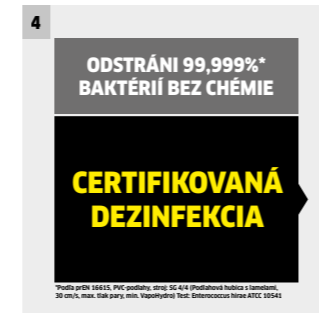 4
ODSTRÁNI 99,999%*
BAKTÉRIÍ BEZ CHÉMIE
CERTIFIKOVANÁ
DEZINFEKCIA
*Podľa prEN 16615, PVC-podlahy, stroj: SG 4/4 (Podlahová hubica s lamelami,
30 cm/s, max. tlak pary, min. VapoHydro) Test: Enterococcus hirae ATCC 10541